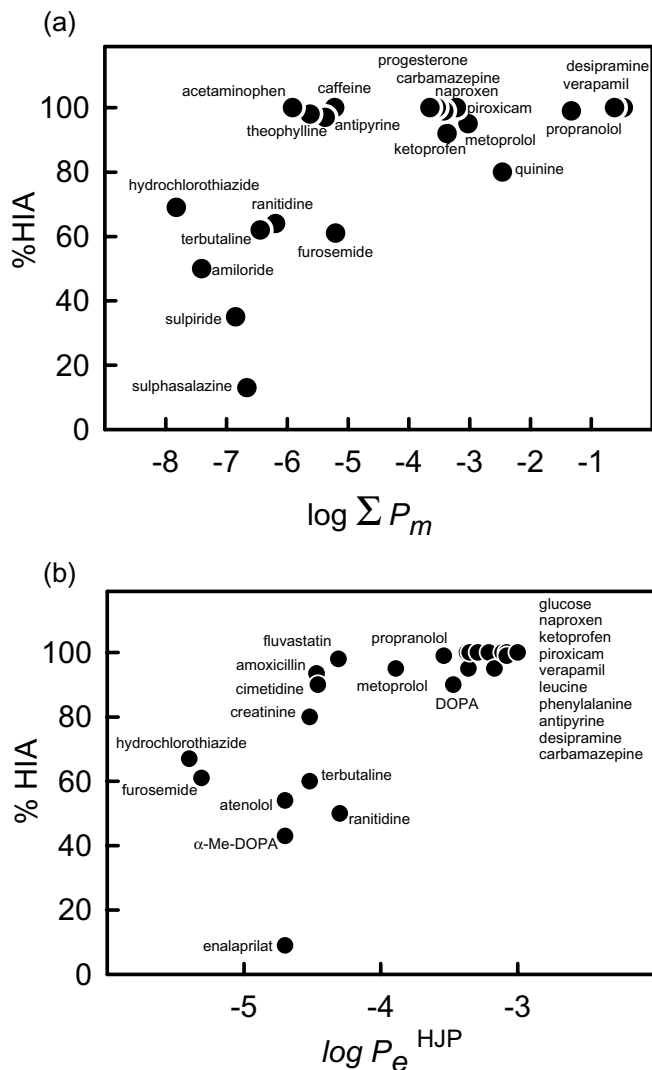 (a)
progesterone
carbamazepine
desipramine
acetaminophen
caffeine
naproxen
verapamil
100
theophylline
antipyrine
piroxicam
propranolol
ketoprofen
metoprolol
80
quinine
hydrochlorothiazide
ranitidine
60
terbutaline
furosemide
amiloride
40
sulpiride
20
sulphasalazine
0
%HIA
-8 -7 -6 -5 -4 -3 -2 -1
log Σ Pm
(b)
glucose
naproxen
ketoprofen
piroxicam
verapamil
leucine
phenylalanine
antipyrine
desipramine
carbamazepine
fluvastatin
propranolol
100
amoxicillin
cimetidine
metoprolol
DOPA
creatinine
80
hydrochlorothiazide
furosemide
terbutaline
60
atenolol
ranitidine
α-Me-DOPA
40
20
enalaprilat
0
% HIA
-5 -4 -3
log Pe HJP